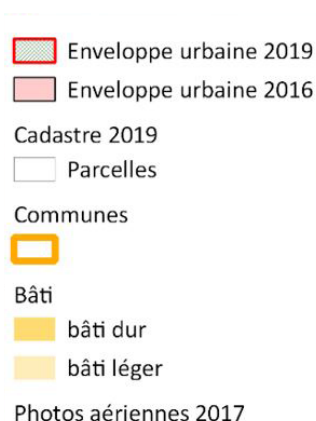 Enveloppe urbaine 2019
Enveloppe urbaine 2016
Cadastre 2019
Parcelles
Communes
Bâti
bâti dur
bâti léger
Photos aériennes 2017